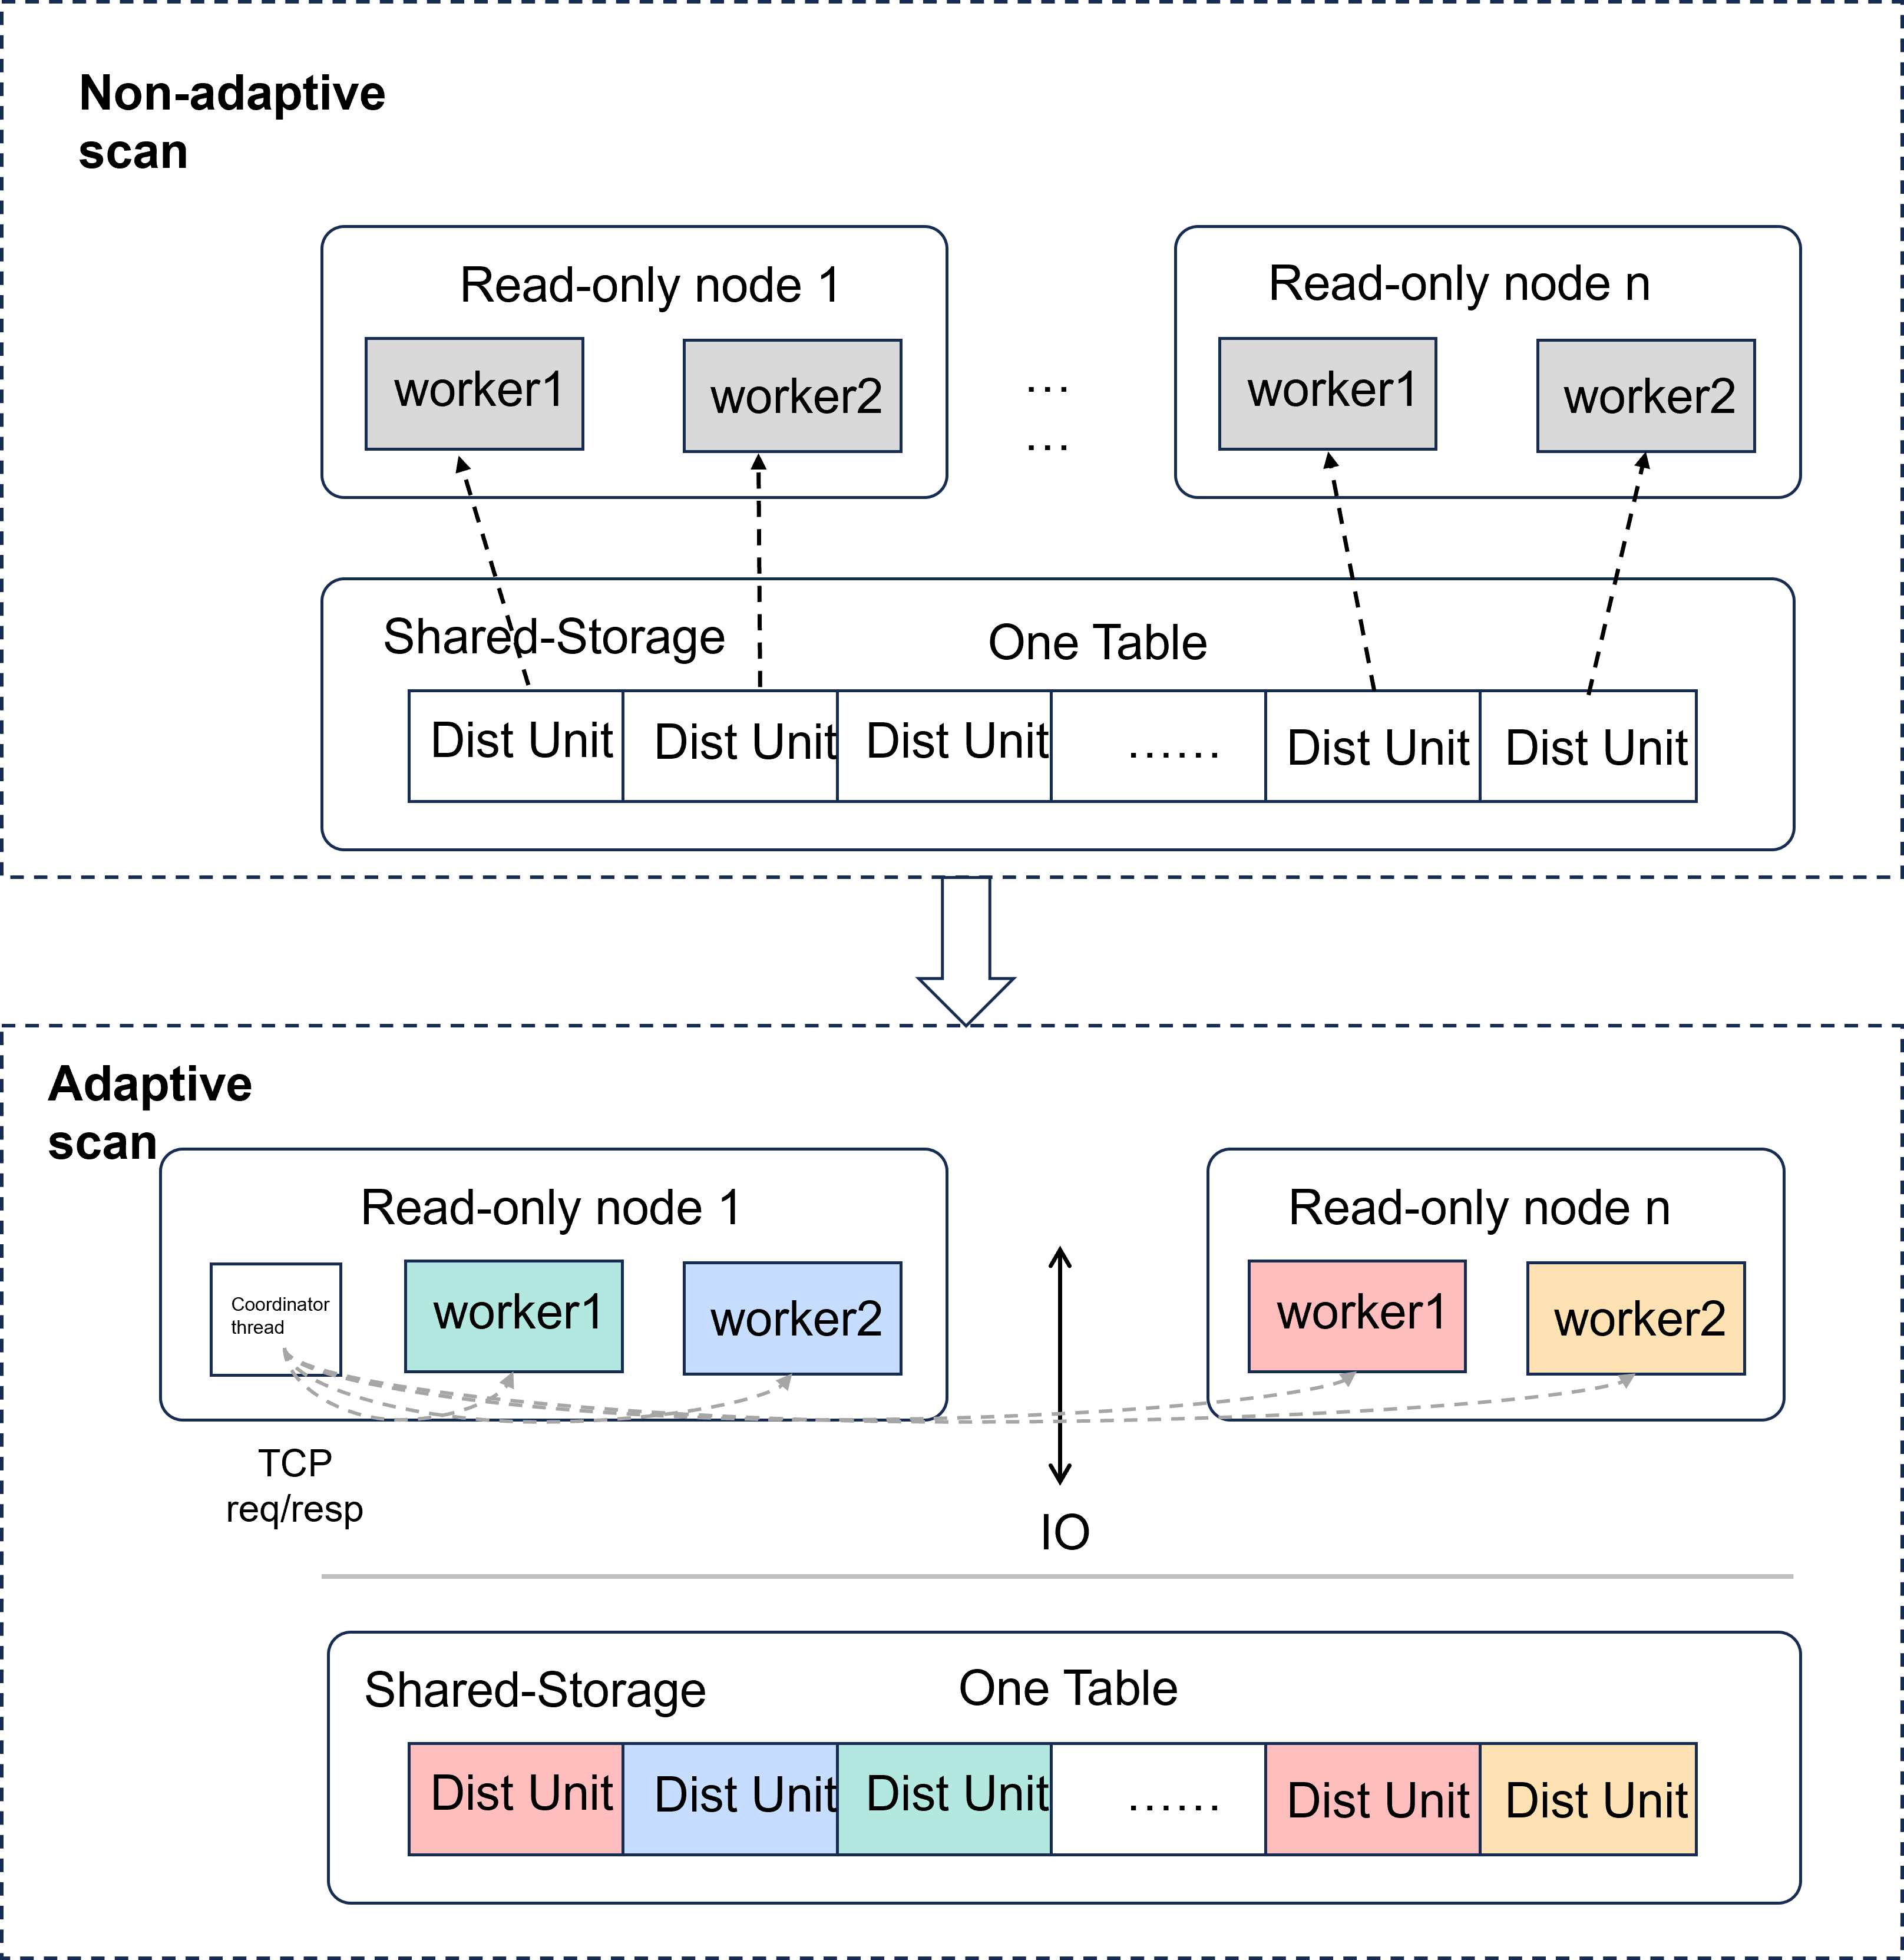 Non-adaptive
scan
Read-only node 1
Read-only node n
worker1
worker2
...
...
worker1
worker2
Shared-Storage
One Table
Dist Unit
Dist Unit
Dist Unit
......
Dist Unit
Dist Unit
Adaptive
scan
Read-only node 1
Read-only node n
Coordinator
thread
worker1
worker2
worker1
worker2
TCP
req/resp
IO
Shared-Storage
One Table
Dist Unit
Dist Unit
Dist Unit
......
Dist Unit
Dist Unit